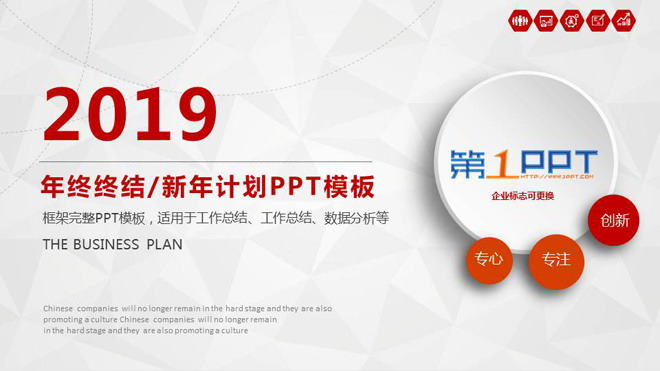 2019
年终终结/新年计划PPT模板
框架完整PPT模板，适用于工作总结、工作总结、数据分析等
THE BUSINESS PLAN
Chinese companies will no longer remain in the hard stage and they are also
promoting a culture Chinese companies will no longer remain
in the hard stage and they are also promoting a culture
第1PPT
HTTP://WWW.1PPT.COM
企业标志可更换
创新
专心
专注